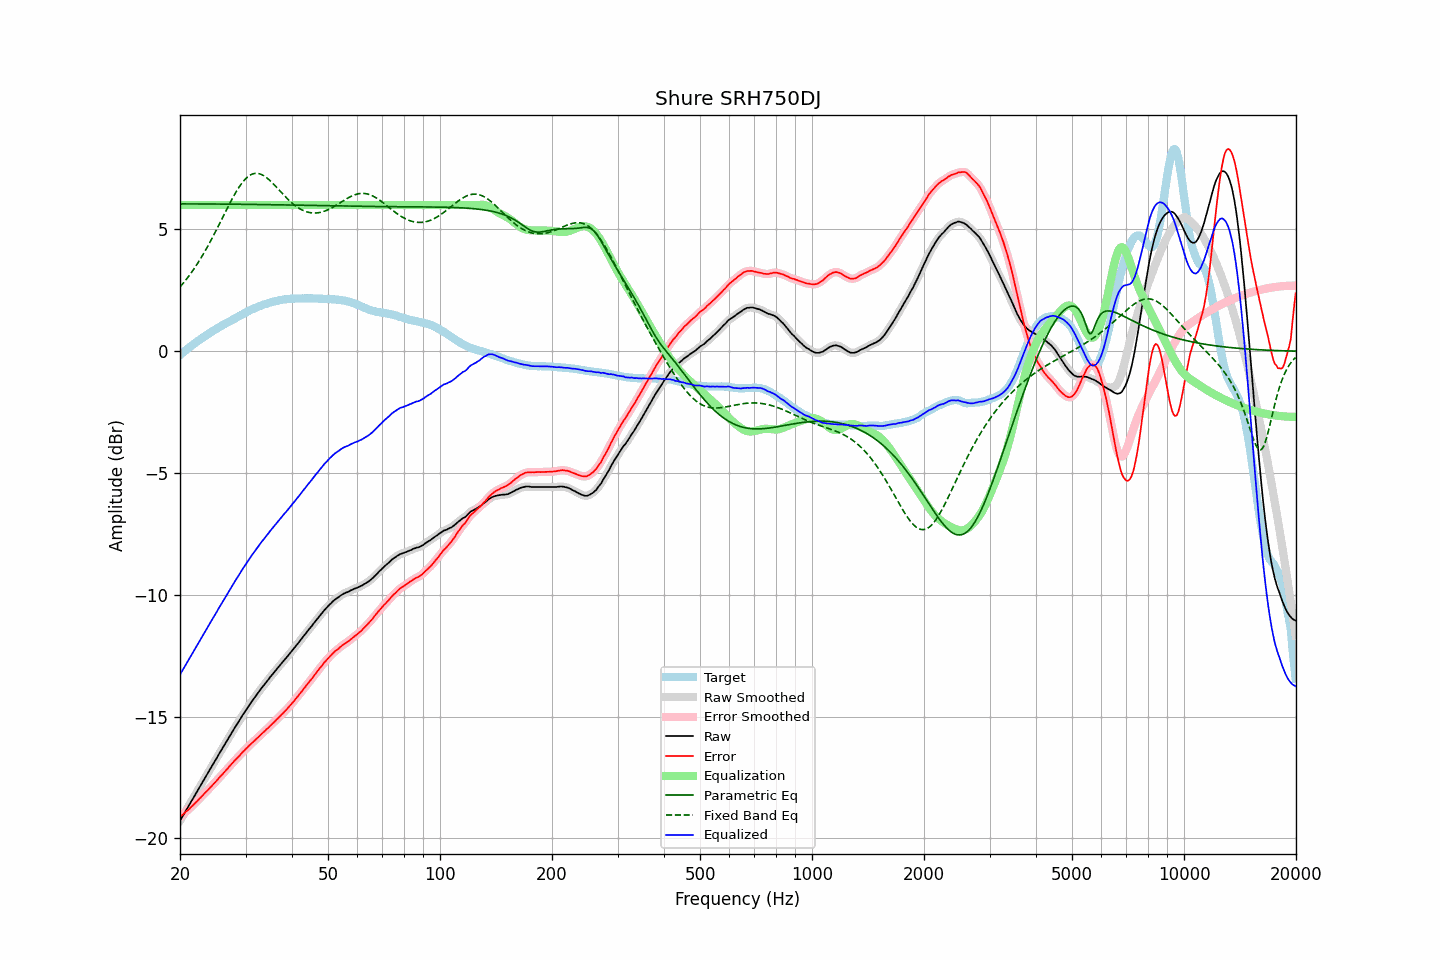 Shure SRH750DJ
Amplitude (dBr)
5
0
−5
−10
−15
−20
Target
Raw Smoothed
Error Smoothed
Raw
Error
Equalization
Parametric Eq
Fixed Band Eq
Equalized
20 50 100 200 500 1000 2000 5000 10000 20000
Frequency (Hz)